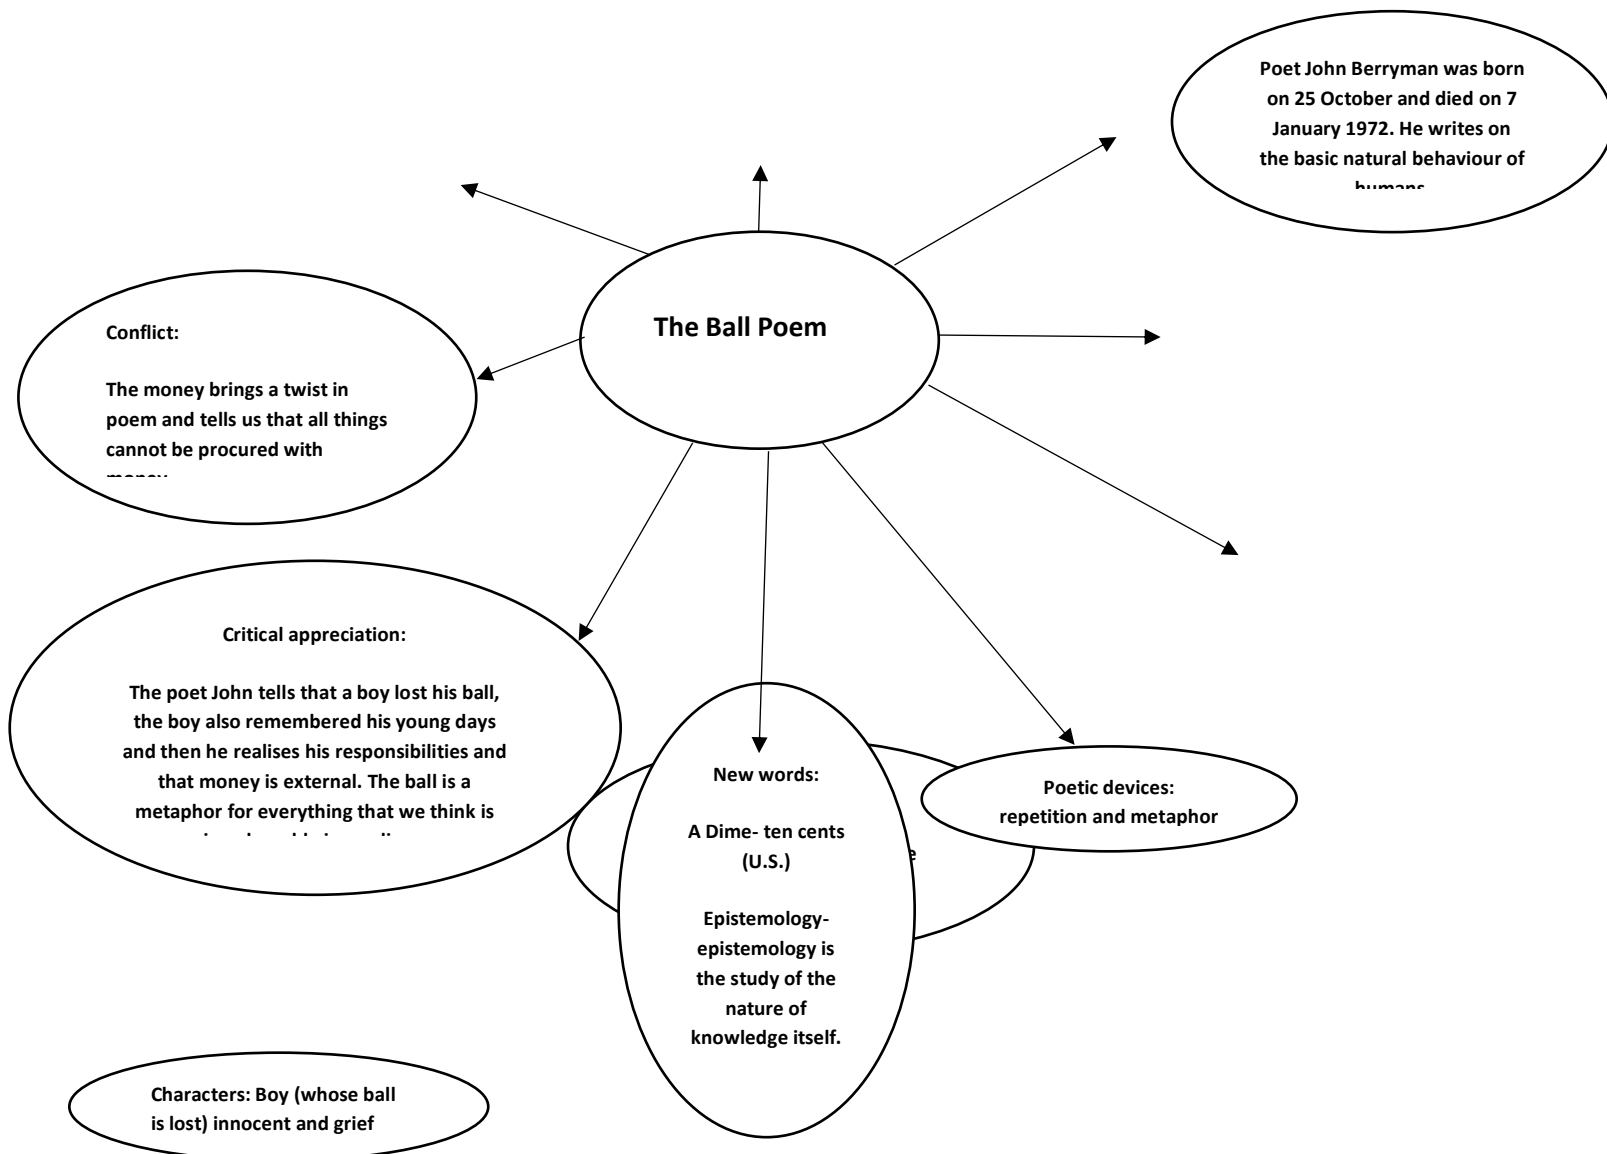 Poet John Berryman was born
on 25 October and died on 7
January 1972. He writes on
the basic natural behaviour of
humans
The Ball Poem
Conflict:
The money brings a twist in
poem and tells us that all things
cannot be procured with
Critical appreciation:
The poet John tells that a boy lost his ball,
the boy also remembered his young days
and then he realises his responsibilities and
that money is external. The ball is a
metaphor for everything that we think is
New words:
A Dime- ten cents
(U.S.)
Epistemology-
epistemology is
the study of the
nature of
knowledge itself.
Poetic devices:
repetition and metaphor
Characters: Boy (whose ball
is lost) innocent and grief